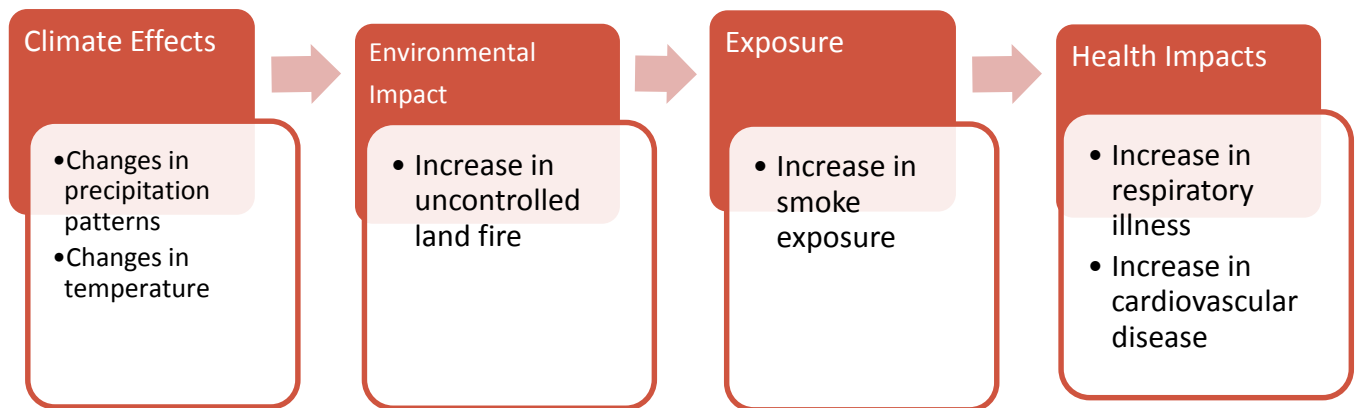 Climate Effects
•Changes in
precipitation
patterns
•Changes in
temperature
Environmental
Impact
• Increase in
uncontrolled
land fire
Exposure
• Increase in
smoke
exposure
Health Impacts
• Increase in
respiratory
illness
• Increase in
cardiovascular
disease